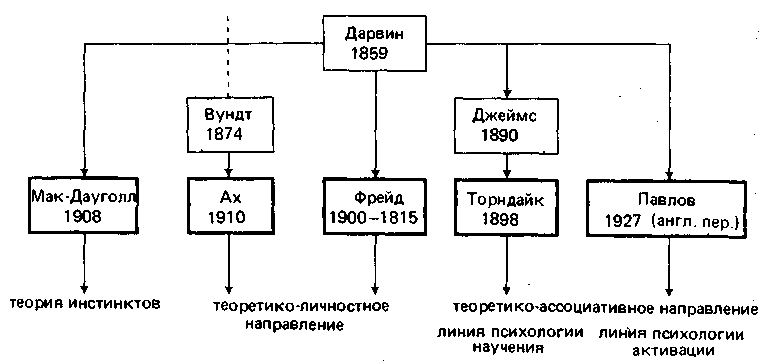 Дарвин
1859
Вундт
1874
Джеймс
1890
Мак-Дауголл
1908
Ах
1910
Фрейд
1900–1815
Торндайк
1898
Павлов
1927 (англ. пер.)
теория инстинктов
теоретико-личностное
направление
теоретико-ассоциативное направление
линия психологии
научения
линия психологии
активации